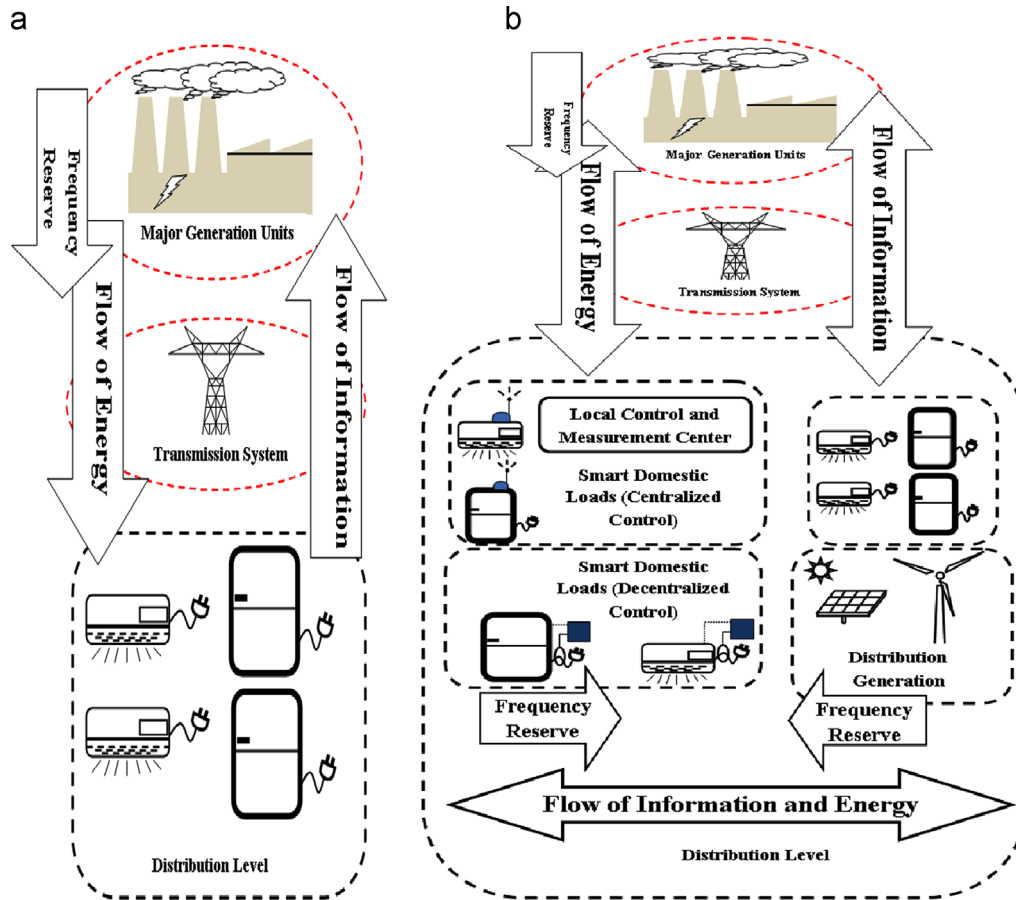 a
Frequency
Reserve
Major Generation Units
Flow of Energy
Flow of Information
Transmission System
Distribution Level
b
Frequency
Reserve
Major Generation Units
Flow of Energy
Flow of Information
Transmission System
Local Control and
Measurement Center
Smart Domestic
Loads (Centralized
Control)
Smart Domestic
Loads (Decentralized
Control)
Distribution
Generation
Frequency
Reserve
Frequency
Reserve
Flow of Information and Energy
Distribution Level